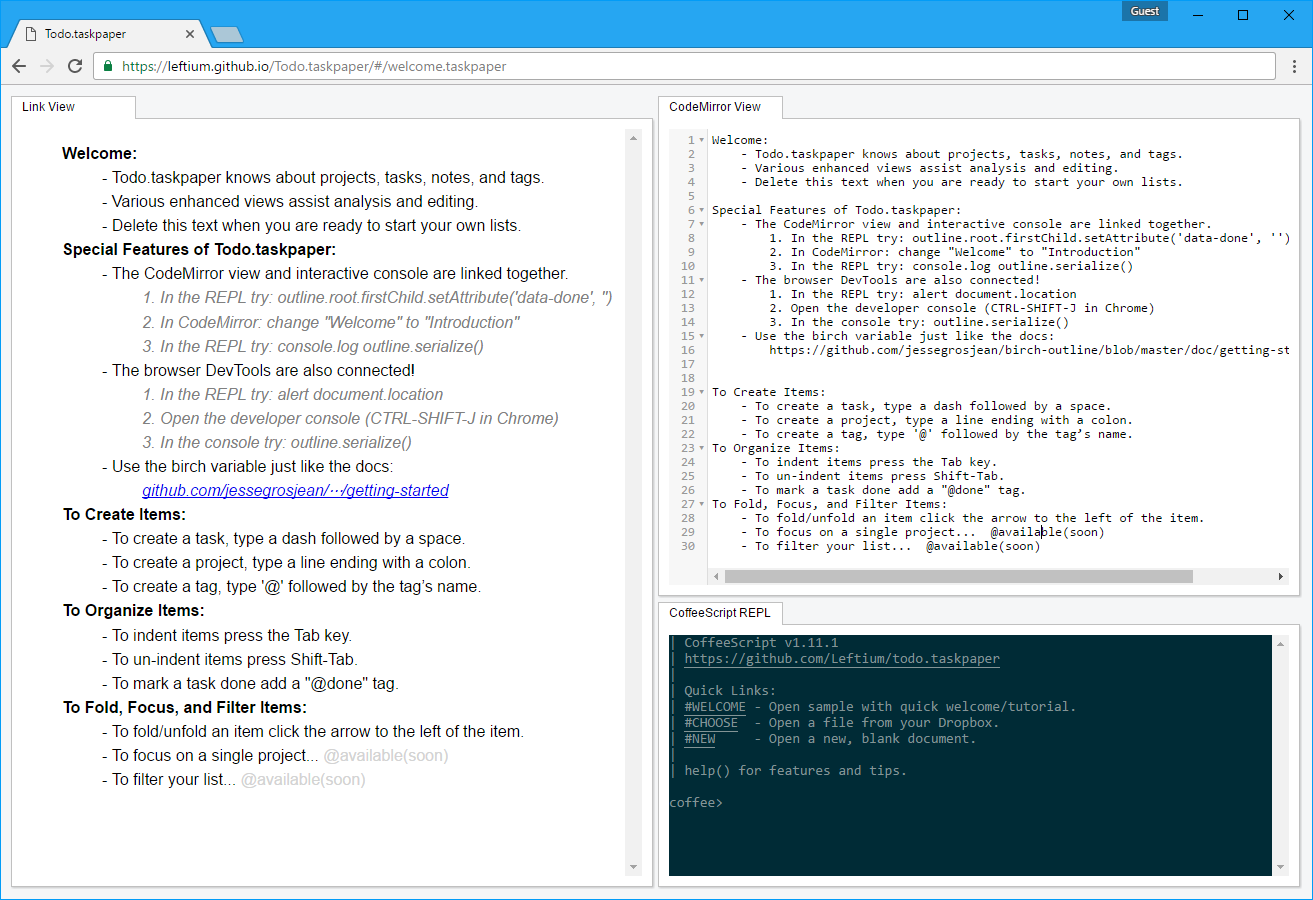 Guest
Todo.taskpaper
https://leftium.github.io/Todo.taskpaper/#/welcome.taskpaper
Link View
Welcome:
- Todo.taskpaper knows about projects, tasks, notes, and tags.
- Various enhanced views assist analysis and editing.
- Delete this text when you are ready to start your own lists.
Special Features of Todo.taskpaper:
- The CodeMirror view and interactive console are linked together.
1. In the REPL try: outline.root.firstChild.setAttribute('data-done', '')
2. In CodeMirror: change "Welcome" to "Introduction"
3. In the REPL try: console.log outline.serialize()
- The browser DevTools are also connected!
1. In the REPL try: alert document.location
2. Open the developer console (CTRL-SHIFT-J in Chrome)
3. In the console try: outline.serialize()
- Use the birch variable just like the docs:
github.com/jessegrosjean/···/getting-started
To Create Items:
- To create a task, type a dash followed by a space.
- To create a project, type a line ending with a colon.
- To create a tag, type '@' followed by the tag’s name.
To Organize Items:
- To indent items press the Tab key.
- To un-indent items press Shift-Tab.
- To mark a task done add a "@done" tag.
To Fold, Focus, and Filter Items:
- To fold/unfold an item click the arrow to the left of the item.
- To focus on a single project... @available(soon)
- To filter your list... @available(soon)
CodeMirror View
1 Welcome:
2 - Todo.taskpaper knows about projects, tasks, notes, and tags.
3 - Various enhanced views assist analysis and editing.
4 - Delete this text when you are ready to start your own lists.
5
6 Special Features of Todo.taskpaper:
7 - The CodeMirror view and interactive console are linked together.
8 1. In the REPL try: outline.root.firstChild.setAttribute('data-done', '')
9 2. In CodeMirror: change "Welcome" to "Introduction"
10 3. In the REPL try: console.log outline.serialize()
11 - The browser DevTools are also connected!
12 1. In the REPL try: alert document.location
13 2. Open the developer console (CTRL-SHIFT-J in Chrome)
14 3. In the console try: outline.serialize()
15 - Use the birch variable just like the docs:
16 https://github.com/jessegrosjean/birch-outline/blob/master/doc/getting-st
17
18
19 To Create Items:
20 - To create a task, type a dash followed by a space.
21 - To create a project, type a line ending with a colon.
22 - To create a tag, type '@' followed by the tag’s name.
23 To Organize Items:
24 - To indent items press the Tab key.
25 - To un-indent items press Shift-Tab.
26 - To mark a task done add a "@done" tag.
27 To Fold, Focus, and Filter Items:
28 - To fold/unfold an item click the arrow to the left of the item.
29 - To focus on a single project... @available(soon)
30 - To filter your list... @available(soon)
CoffeeScript REPL
| CoffeeScript v1.11.1
| https://github.com/Leftium/todo.taskpaper
|
| Quick Links:
| #WELCOME - Open sample with quick welcome/tutorial.
| #CHOOSE - Open a file from your Dropbox.
| #NEW - Open a new, blank document.
|
| help() for features and tips.
coffee>